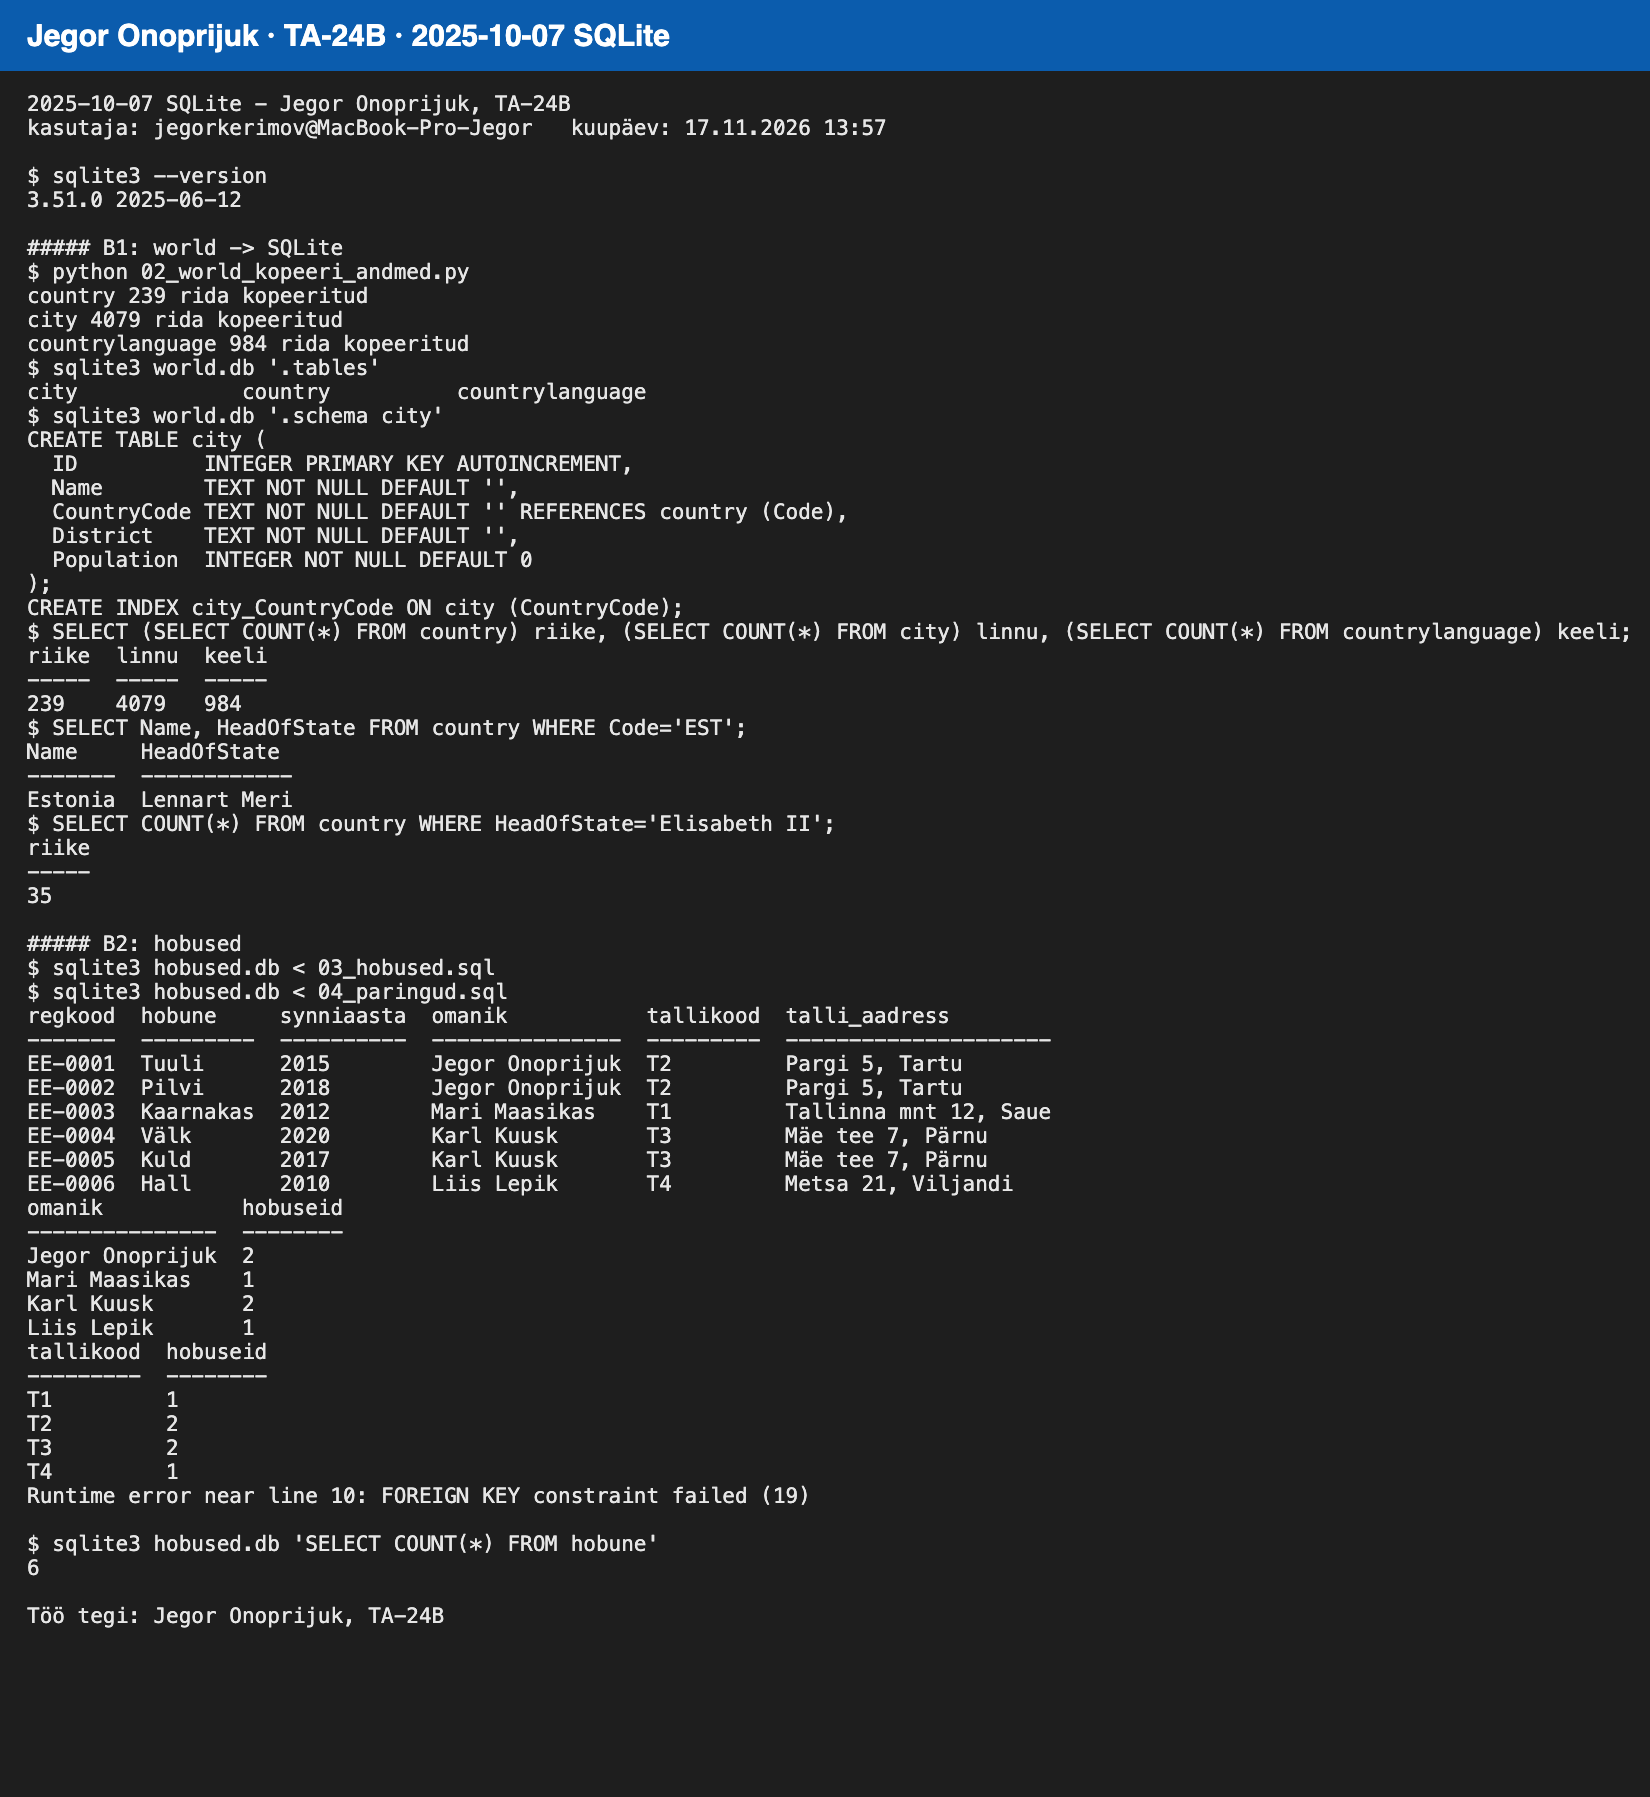 Jegor Onoprijuk · TA-24B · 2025-10-07 SQLite
2025-10-07 SQLite – Jegor Onoprijuk, TA-24B
kasutaja: jegorkerimov@MacBook-Pro-Jegor   kuupäev: 17.11.2026 13:57
$ sqlite3 --version
3.51.0 2025-06-12
##### B1: world -> SQLite
$ python 02_world_kopeeri_andmed.py
country 239 rida kopeeritud
city 4079 rida kopeeritud
countrylanguage 984 rida kopeeritud
$ sqlite3 world.db '.tables'
city             country          countrylanguage
$ sqlite3 world.db '.schema city'
CREATE TABLE city (
  ID          INTEGER PRIMARY KEY AUTOINCREMENT,
  Name        TEXT NOT NULL DEFAULT '',
  CountryCode TEXT NOT NULL DEFAULT '' REFERENCES country (Code),
  District    TEXT NOT NULL DEFAULT '',
  Population  INTEGER NOT NULL DEFAULT 0
);
CREATE INDEX city_CountryCode ON city (CountryCode);
$ SELECT (SELECT COUNT(*) FROM country) riike, (SELECT COUNT(*) FROM city) linnu, (SELECT COUNT(*) FROM countrylanguage) keeli;
riike  linnu  keeli
-----  -----  -----
239    4079   984
$ SELECT Name, HeadOfState FROM country WHERE Code='EST';
Name     HeadOfState
-------  ------------
Estonia  Lennart Meri
$ SELECT COUNT(*) FROM country WHERE HeadOfState='Elisabeth II';
riike
-----
35
##### B2: hobused
$ sqlite3 hobused.db < 03_hobused.sql
$ sqlite3 hobused.db < 04_paringud.sql
regkood  hobune     synniaasta  omanik           tallikood  talli_aadress
-------  ---------  ----------  ---------------  ---------  ---------------------
EE-0001  Tuuli      2015        Jegor Onoprijuk  T2         Pargi 5, Tartu
EE-0002  Pilvi      2018        Jegor Onoprijuk  T2         Pargi 5, Tartu
EE-0003  Kaarnakas  2012        Mari Maasikas    T1         Tallinna mnt 12, Saue
EE-0004  Välk       2020        Karl Kuusk       T3         Mäe tee 7, Pärnu
EE-0005  Kuld       2017        Karl Kuusk       T3         Mäe tee 7, Pärnu
EE-0006  Hall       2010        Liis Lepik       T4         Metsa 21, Viljandi
omanik           hobuseid
---------------  --------
Jegor Onoprijuk  2
Mari Maasikas    1
Karl Kuusk       2
Liis Lepik       1
tallikood  hobuseid
---------  --------
T1         1
T2         2
T3         2
T4         1
Runtime error near line 10: FOREIGN KEY constraint failed (19)
$ sqlite3 hobused.db 'SELECT COUNT(*) FROM hobune'
6
Töö tegi: Jegor Onoprijuk, TA-24B